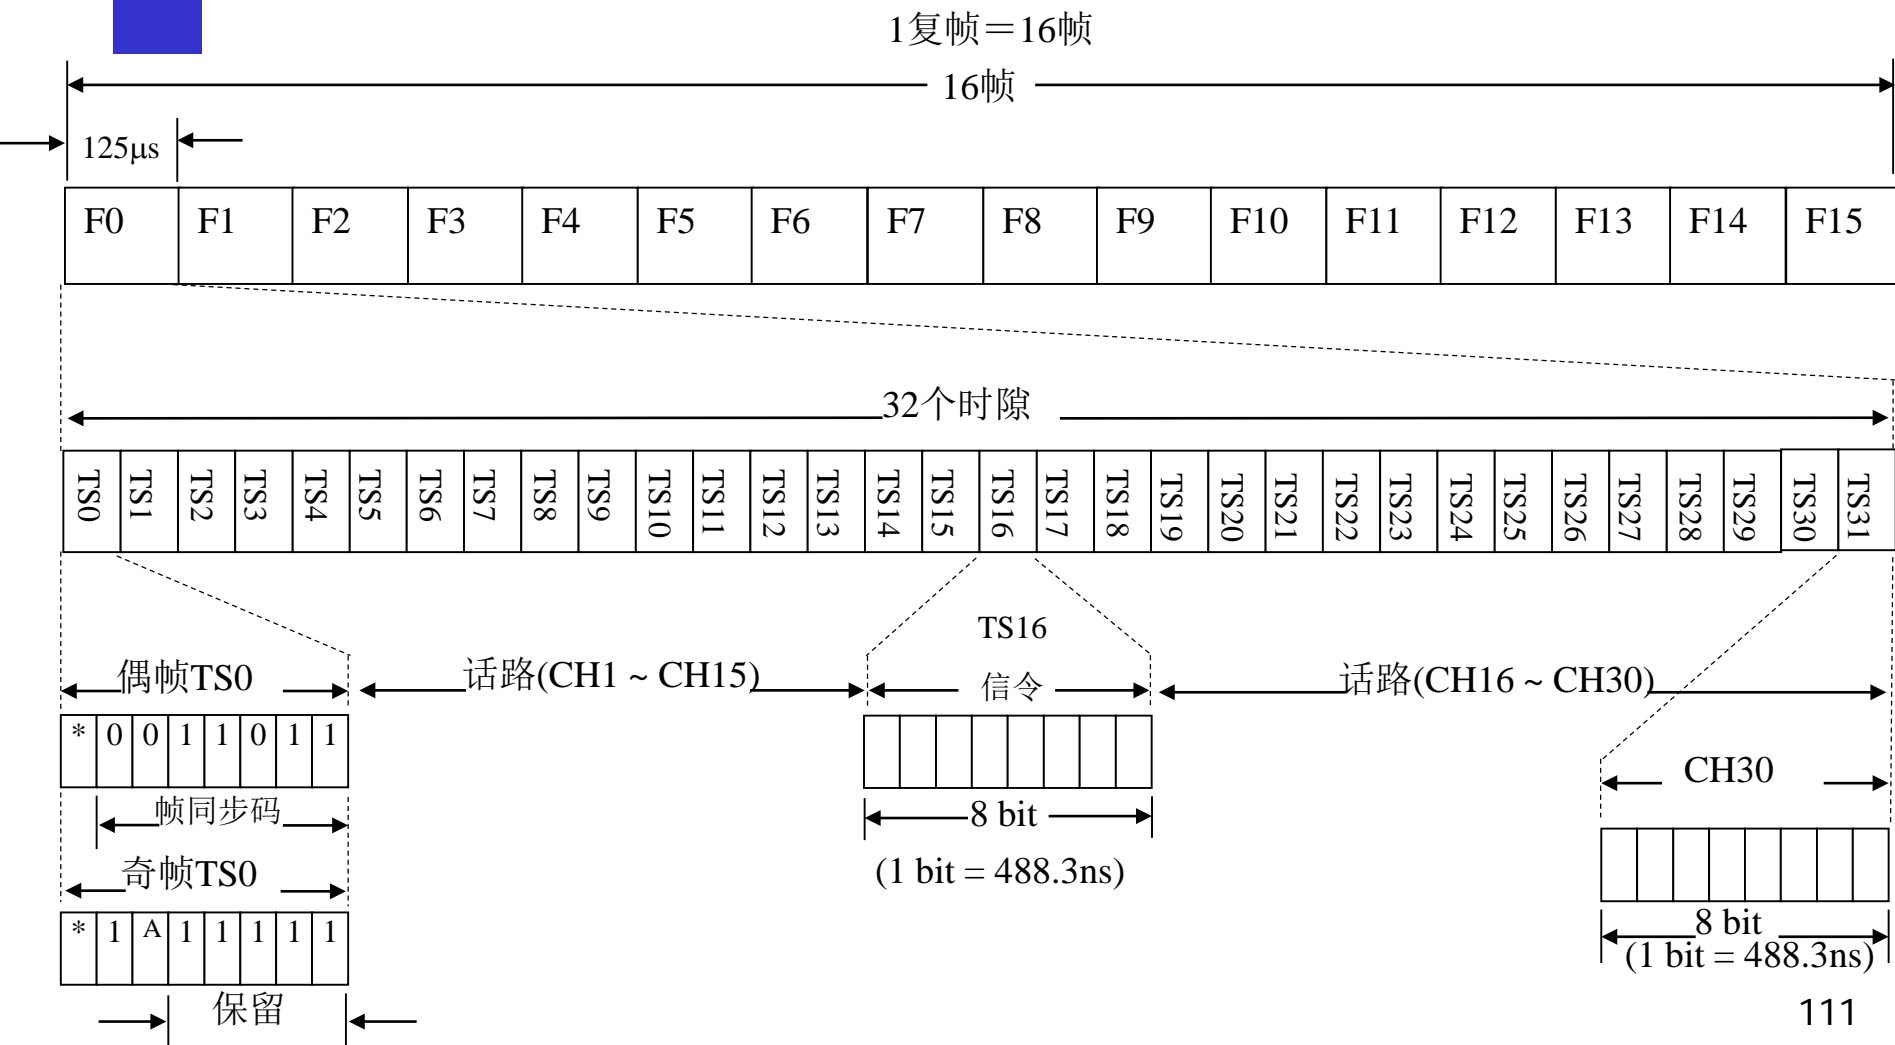 1复帧＝16帧
16帧
125μs
F0 F1 F2 F3 F4 F5 F6 F7 F8 F9 F10 F11 F12 F13 F14 F15
32个时隙
TS0 TS1 TS2 TS3 TS4 TS5 TS6 TS7 TS8 TS9 TS10 TS11 TS12 TS13 TS14 TS15 TS16 TS17 TS18 TS19 TS20 TS21 TS22 TS23 TS24 TS25 TS26 TS27 TS28 TS29 TS30 TS31
TS16
偶帧TS0 话路(CH1 ~ CH15) 信令 话路(CH16 ~ CH30)
* 0 0 1 1 0 1 1
CH30
帧同步码
8 bit
奇帧TS0
(1 bit = 488.3ns)
* 1 A 1 1 1 1 1
8 bit
(1 bit = 488.3ns)
保留
111